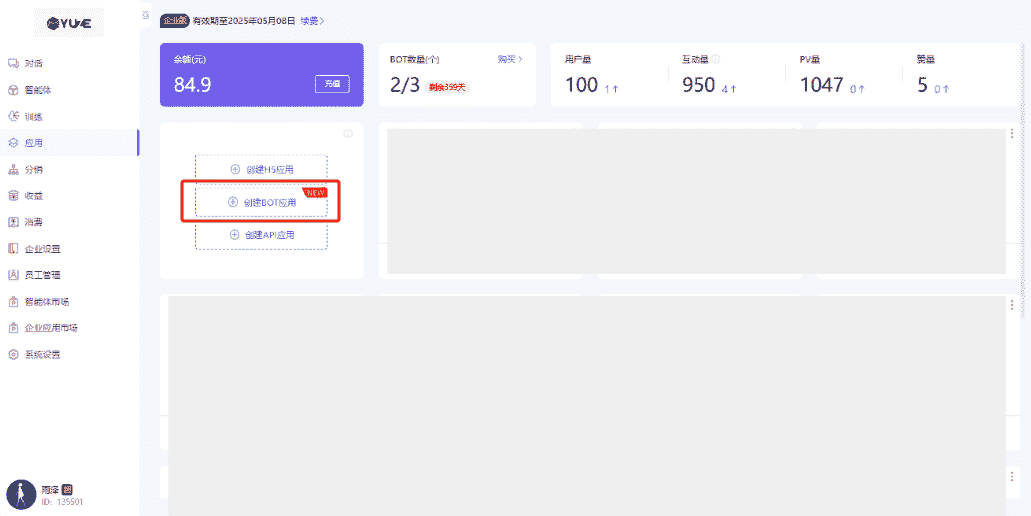 企业版 有效期至2025年05月08日 续费 >
对话
智能体
训练
应用
分销
收益
消费
企业设置
员工管理
智能体市场
企业应用市场
系统设置
余额(元)
84.9
充值
BOT数量(个) 购买 >
2/3 剩余359天
用户量 互动量 PV量 赞量
100 1↑ 950 4↑ 1047 0↑ 5 0↑
创建H5应用
NEW
创建BOT应用
创建API应用
雨泽
ID: 135501